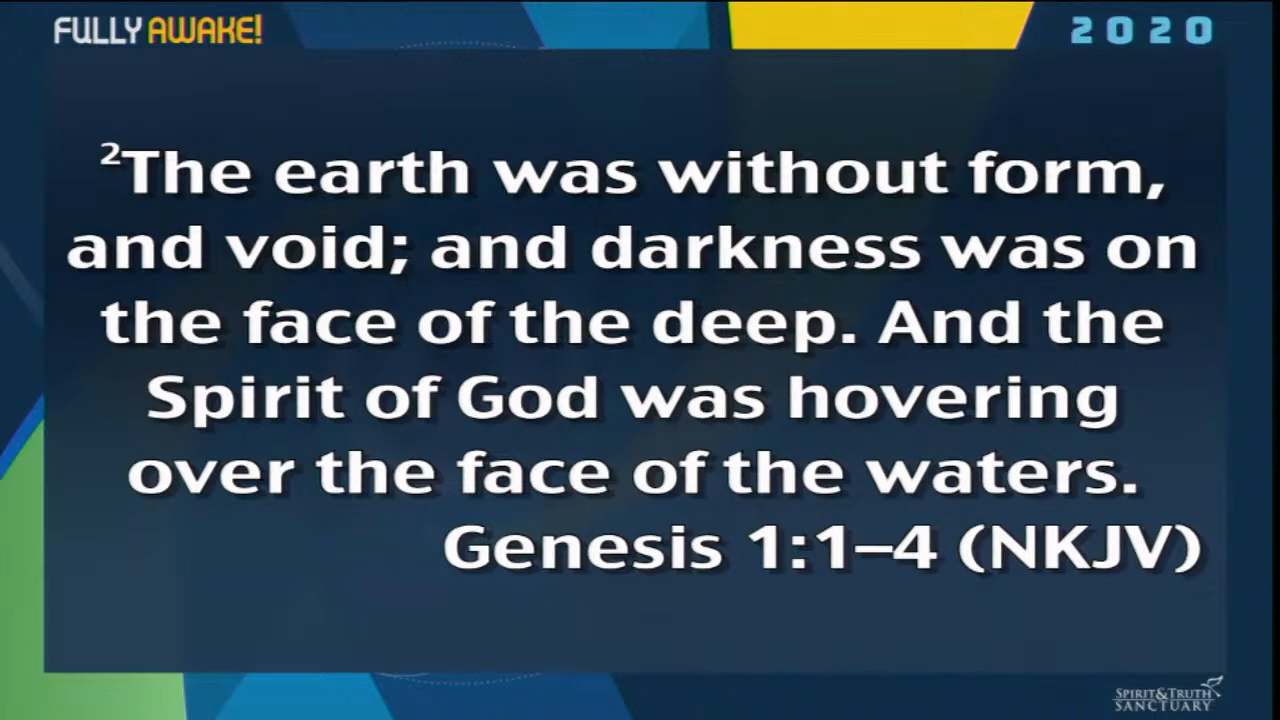 FULLY AWAKE!
2020
²The earth was without form,
and void; and darkness was on
the face of the deep. And the
Spirit of God was hovering
over the face of the waters.
Genesis 1:1–4 (NKJV)
SPIRIT&TRUTH
SANCTUARY